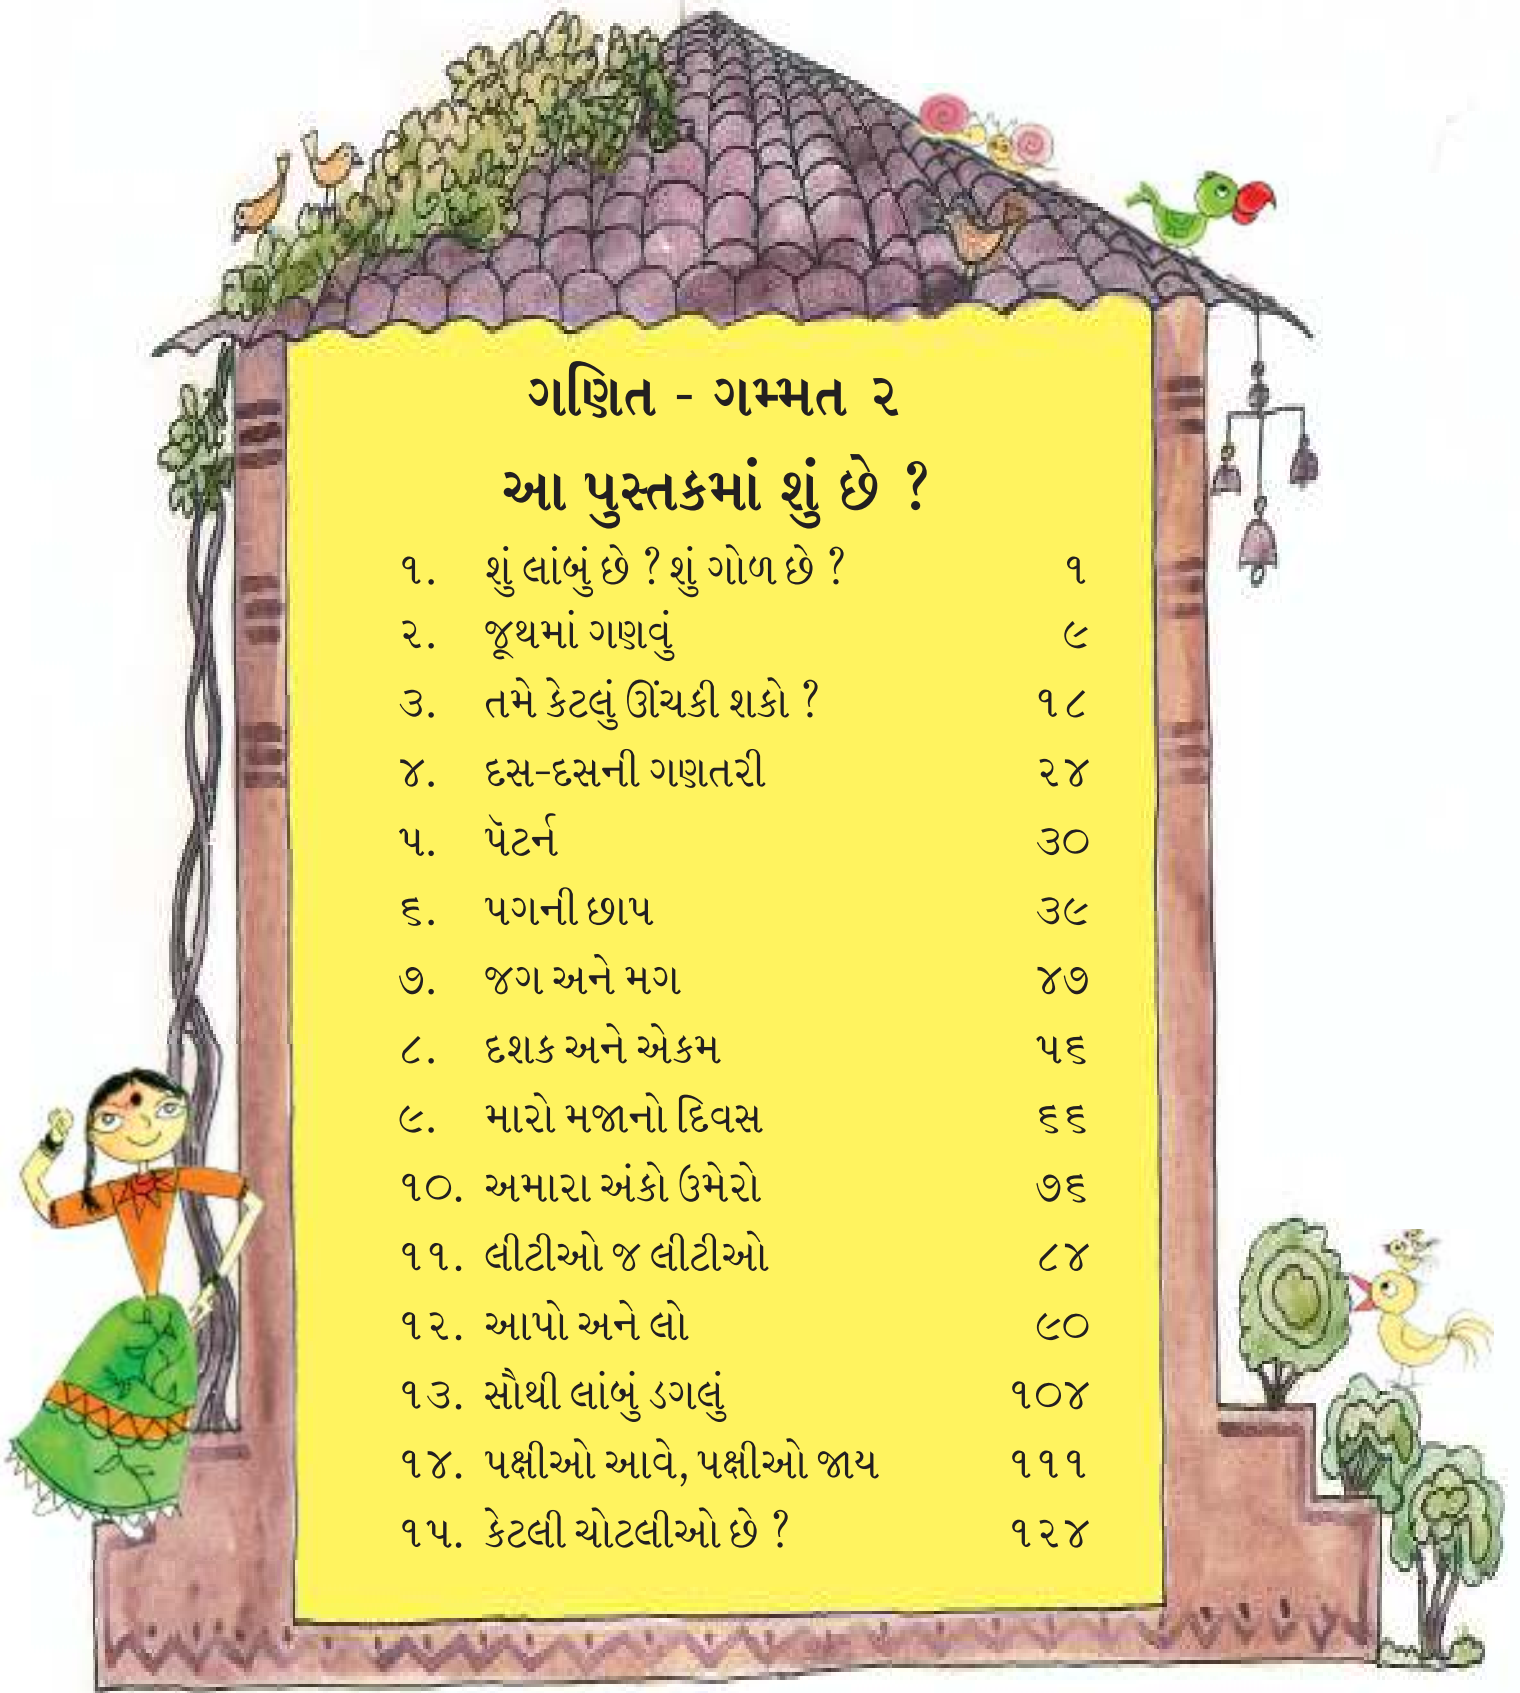 ગણિત - ગમ્મત ૨
આ પુસ્તકમાં શું છે ?
૧. શું લાંબું છે ? શું ગોળ છે ? ૧
૨. જૂથમાં ગણવું ૯
૩. તમે કેટલું ઊંચકી શકો ? ૧૮
૪. દસ-દસની ગણતરી ૨૪
૫. પૅટર્ન ૩૦
૬. પગની છાપ ૩૯
૭. જગ અને મગ ૪૭
૮. દશક અને એકમ ૫૬
૯. મારો મજાનો દિવસ ૬૬
૧૦. અમારા અંકો ઉમેરો ૭૬
૧૧. લીટીઓ જ લીટીઓ ૮૪
૧૨. આપો અને લો ૯૦
૧૩. સૌથી લાંબું ડગલું ૧૦૪
૧૪. પક્ષીઓ આવે, પક્ષીઓ જાય ૧૧૧
૧૫. કેટલી ચોટલીઓ છે ? ૧૨૪